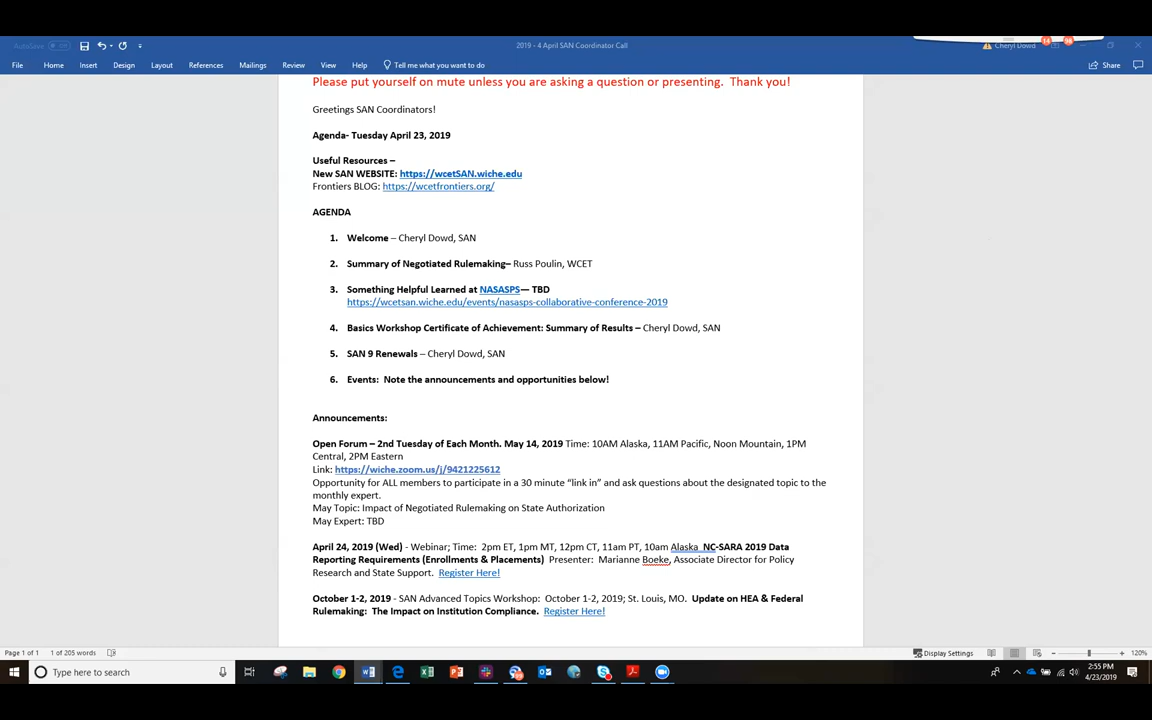 AutoSave Off
2019 - 4 April SAN Coordinator Call
Cheryl Dowd
14
98
File Home Insert Design Layout References Mailings Review View Help Tell me what you want to do Share
Please put yourself on mute unless you are asking a question or presenting. Thank you!
Greetings SAN Coordinators!
Agenda- Tuesday April 23, 2019
Useful Resources –
New SAN WEBSITE: https://wcetSAN.wiche.edu
Frontiers BLOG: https://wcetfrontiers.org/
AGENDA
1. Welcome – Cheryl Dowd, SAN
2. Summary of Negotiated Rulemaking– Russ Poulin, WCET
3. Something Helpful Learned at NASASPS— TBD
https://wcetsan.wiche.edu/events/nasasps-collaborative-conference-2019
4. Basics Workshop Certificate of Achievement: Summary of Results – Cheryl Dowd, SAN
5. SAN 9 Renewals – Cheryl Dowd, SAN
6. Events: Note the announcements and opportunities below!
Announcements:
Open Forum – 2nd Tuesday of Each Month. May 14, 2019 Time: 10AM Alaska, 11AM Pacific, Noon Mountain, 1PM
Central, 2PM Eastern
Link: https://wiche.zoom.us/j/9421225612
Opportunity for ALL members to participate in a 30 minute “link in” and ask questions about the designated topic to the
monthly expert.
May Topic: Impact of Negotiated Rulemaking on State Authorization
May Expert: TBD
April 24, 2019 (Wed) - Webinar; Time: 2pm ET, 1pm MT, 12pm CT, 11am PT, 10am Alaska NC-SARA 2019 Data
Reporting Requirements (Enrollments & Placements) Presenter: Marianne Boeke, Associate Director for Policy
Research and State Support. Register Here!
October 1-2, 2019 - SAN Advanced Topics Workshop: October 1-2, 2019; St. Louis, MO. Update on HEA & Federal
Rulemaking: The Impact on Institution Compliance. Register Here!
Page 1 of 1 1 of 205 words Display Settings 120%
Type here to search
2:55 PM
4/23/2019